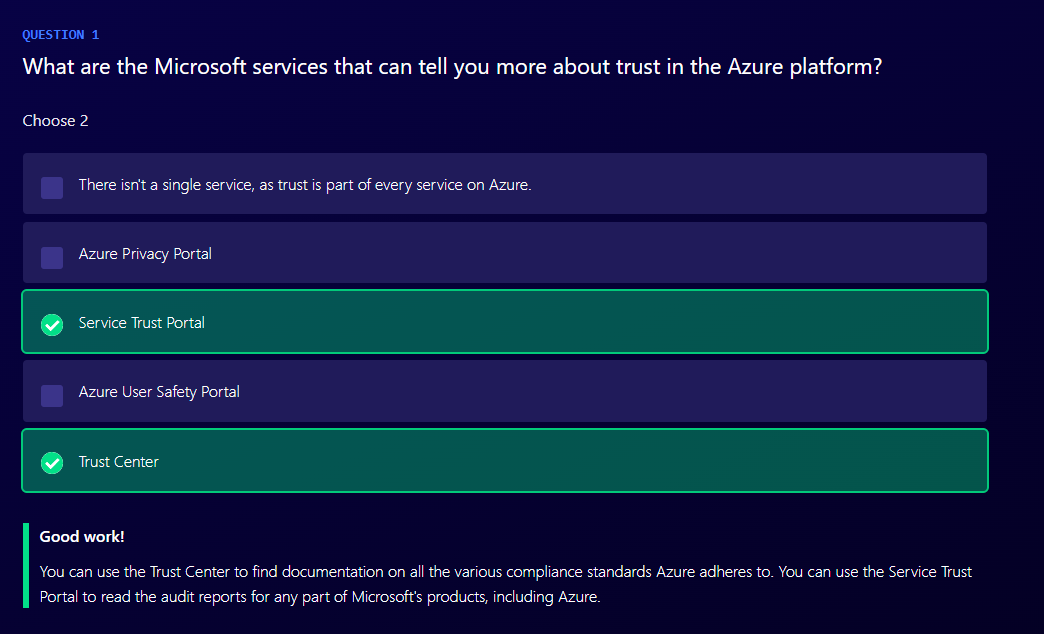 QUESTION 1
What are the Microsoft services that can tell you more about trust in the Azure platform?
Choose 2
There isn't a single service, as trust is part of every service on Azure.
Azure Privacy Portal
Service Trust Portal
Azure User Safety Portal
Trust Center
Good work!
You can use the Trust Center to find documentation on all the various compliance standards Azure adheres to. You can use the Service Trust
Portal to read the audit reports for any part of Microsoft's products, including Azure.